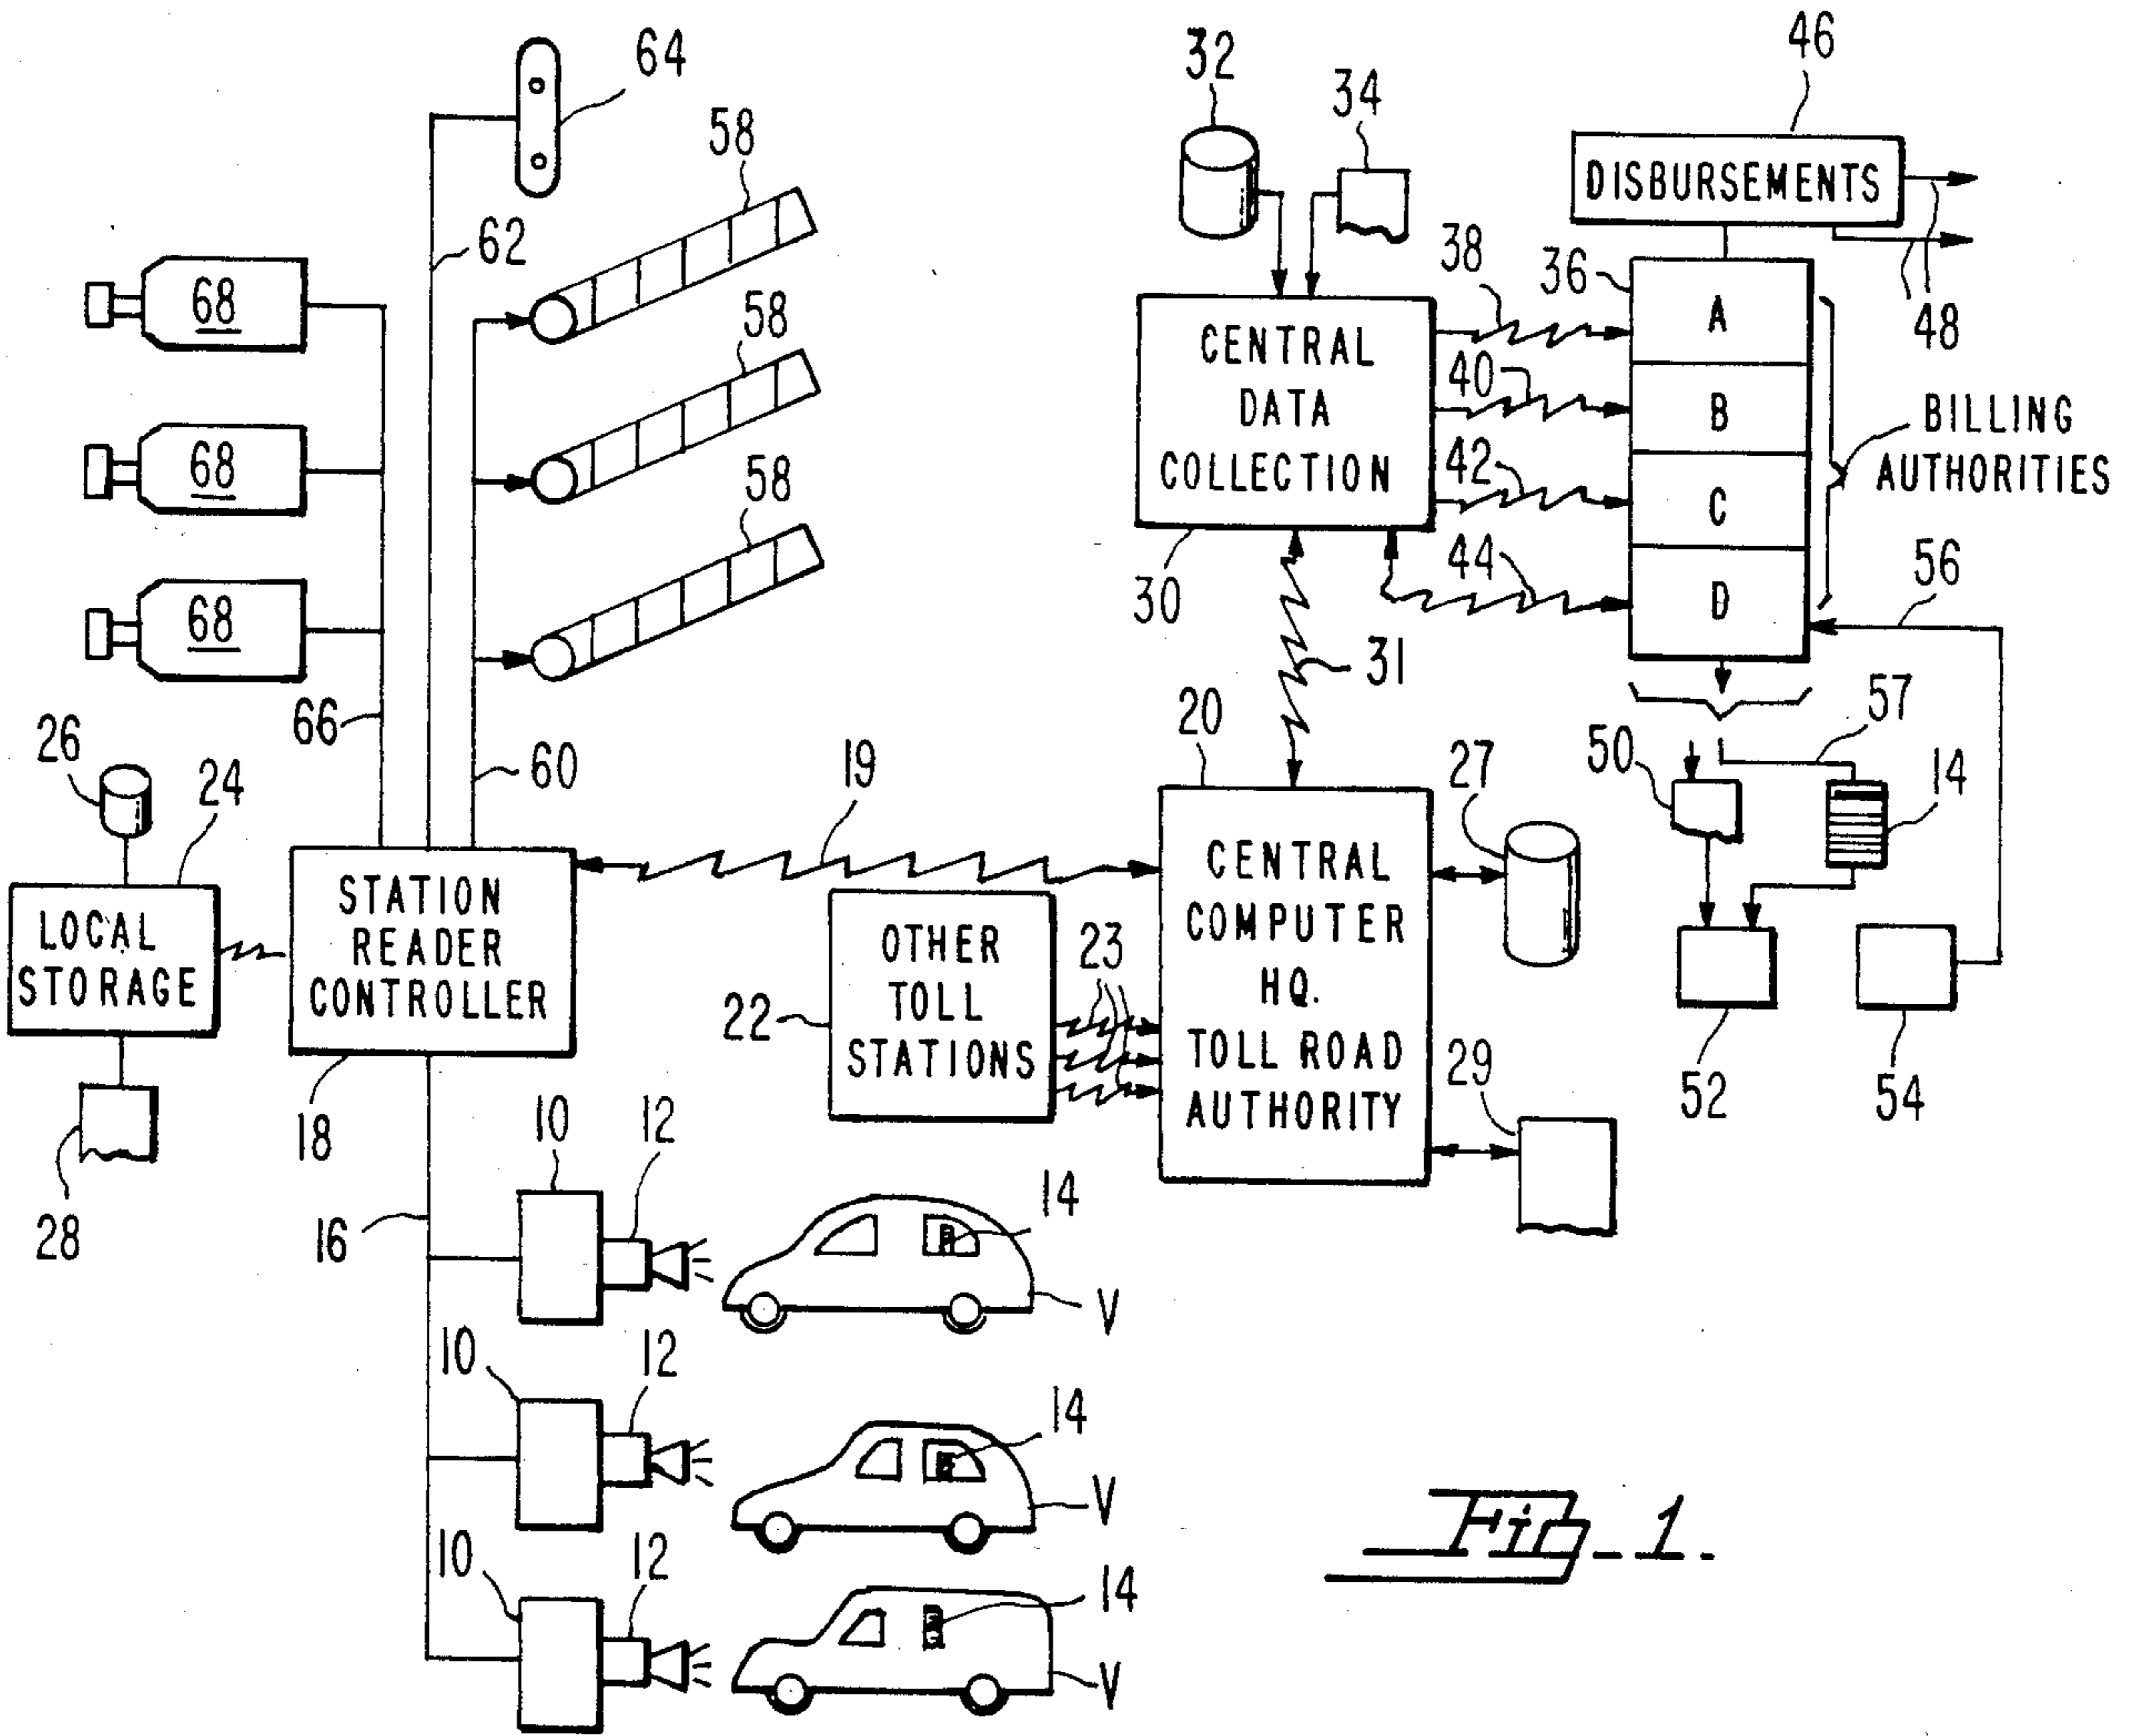 64
32
34
46
58
DISBURSEMENTS
62
38
36
A
48
68
58
CENTRAL
DATA
COLLECTION
40
B
BILLING
AUTHORITIES
68
58
42
C
30
44
D
56
68
31
57
66
20
50
14
26
24
60
19
27
LOCAL
STORAGE
STATION
READER
CONTROLLER
OTHER
TOLL
STATIONS
23
CENTRAL
COMPUTER
HQ.
TOLL ROAD
AUTHORITY
22
29
52
54
18
28
16
10
12
14
V
10
12
14
V
10
12
14
V
Fig_1.